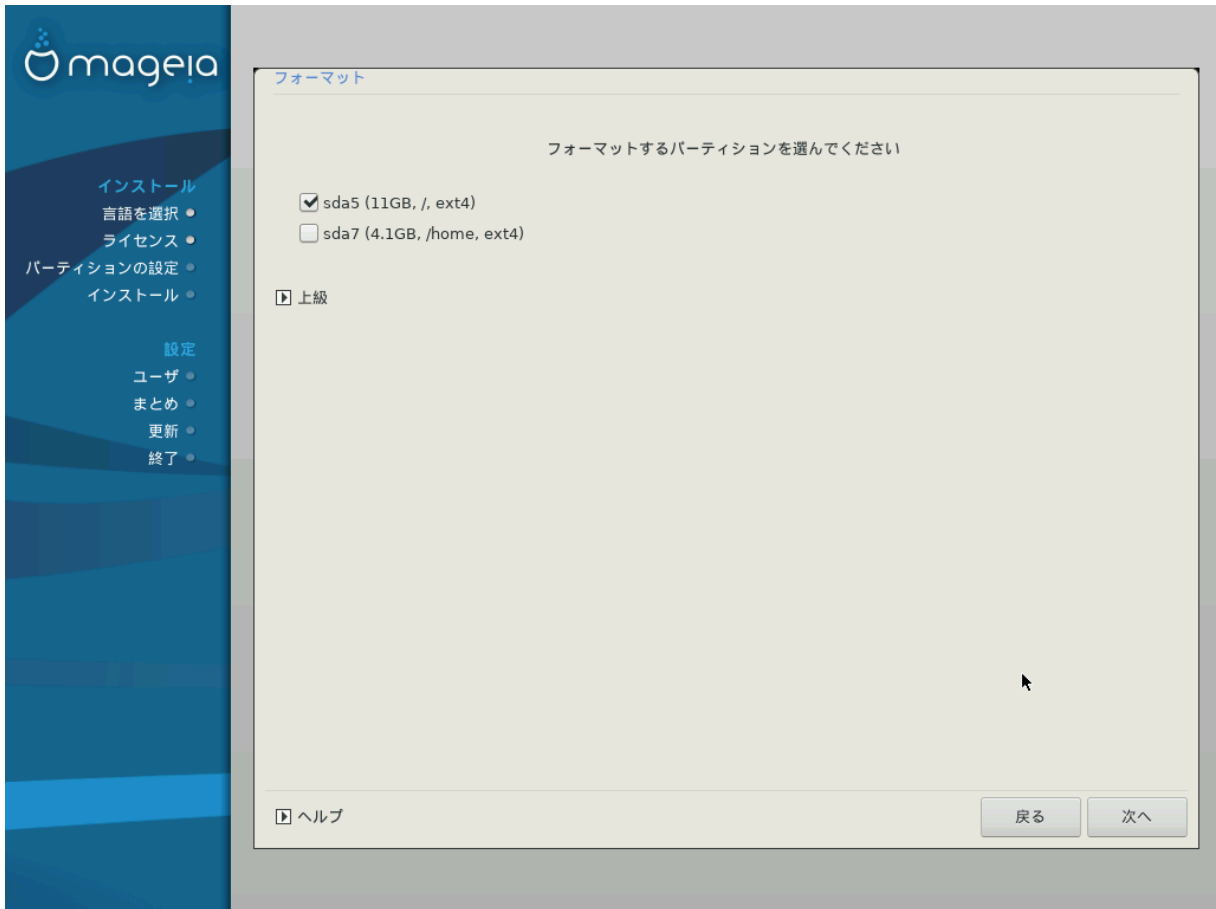 mageia
インストール
言語を選択
ライセンス
パーティションの設定
インストール
設定
ユーザ
まとめ
更新
終了
フォーマット
フォーマットするパーティションを選んでください
sda5 (11GB, /, ext4)
sda7 (4.1GB, /home, ext4)
上級
ヘルプ
戻る
次へ